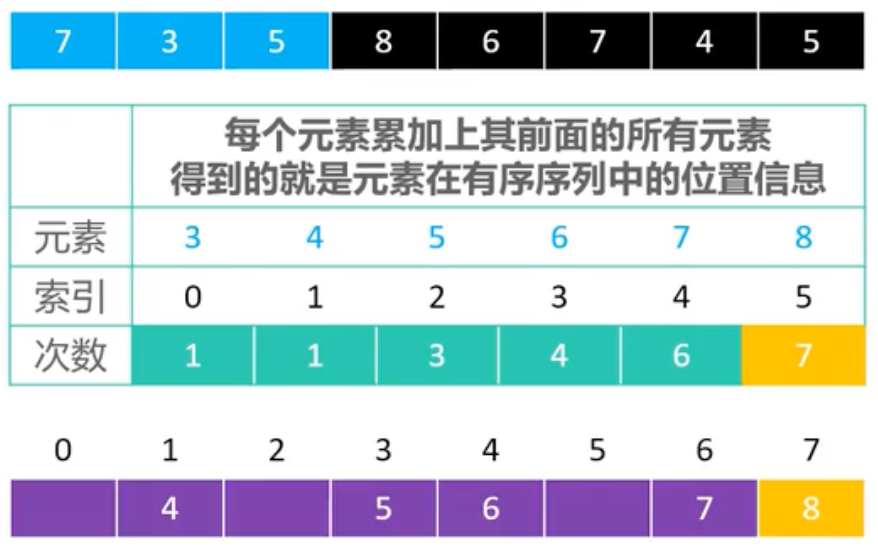 7 3 5 8 6 7 4 5
每个元素累加上其前面的所有元素
得到的就是元素在有序序列中的位置信息
元素 3 4 5 6 7 8
索引 0 1 2 3 4 5
次数 1 1 3 4 6 7
0 1 2 3 4 5 6 7
4 5 6 7 8